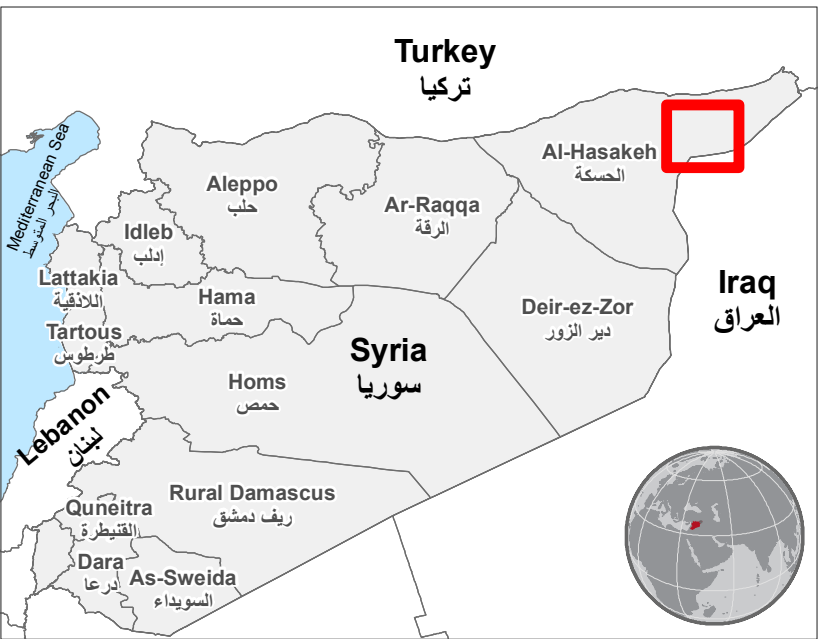 Turkey
تركيا
Mediterranean Sea
البحر المتوسط
Al-Hasakeh
الحسكة
Aleppo
حلب
Ar-Raqqa
الرقة
Idleb
إدلب
Lattakia
اللاذقية
Hama
حماة
Deir-ez-Zor
دير الزور
Iraq
العراق
Tartous
طرطوس
Syria
سوريا
Homs
حمص
Lebanon
لبنان
Rural Damascus
ريف دمشق
Quneitra
القنيطرة
Dara
درعا
As-Sweida
السويداء